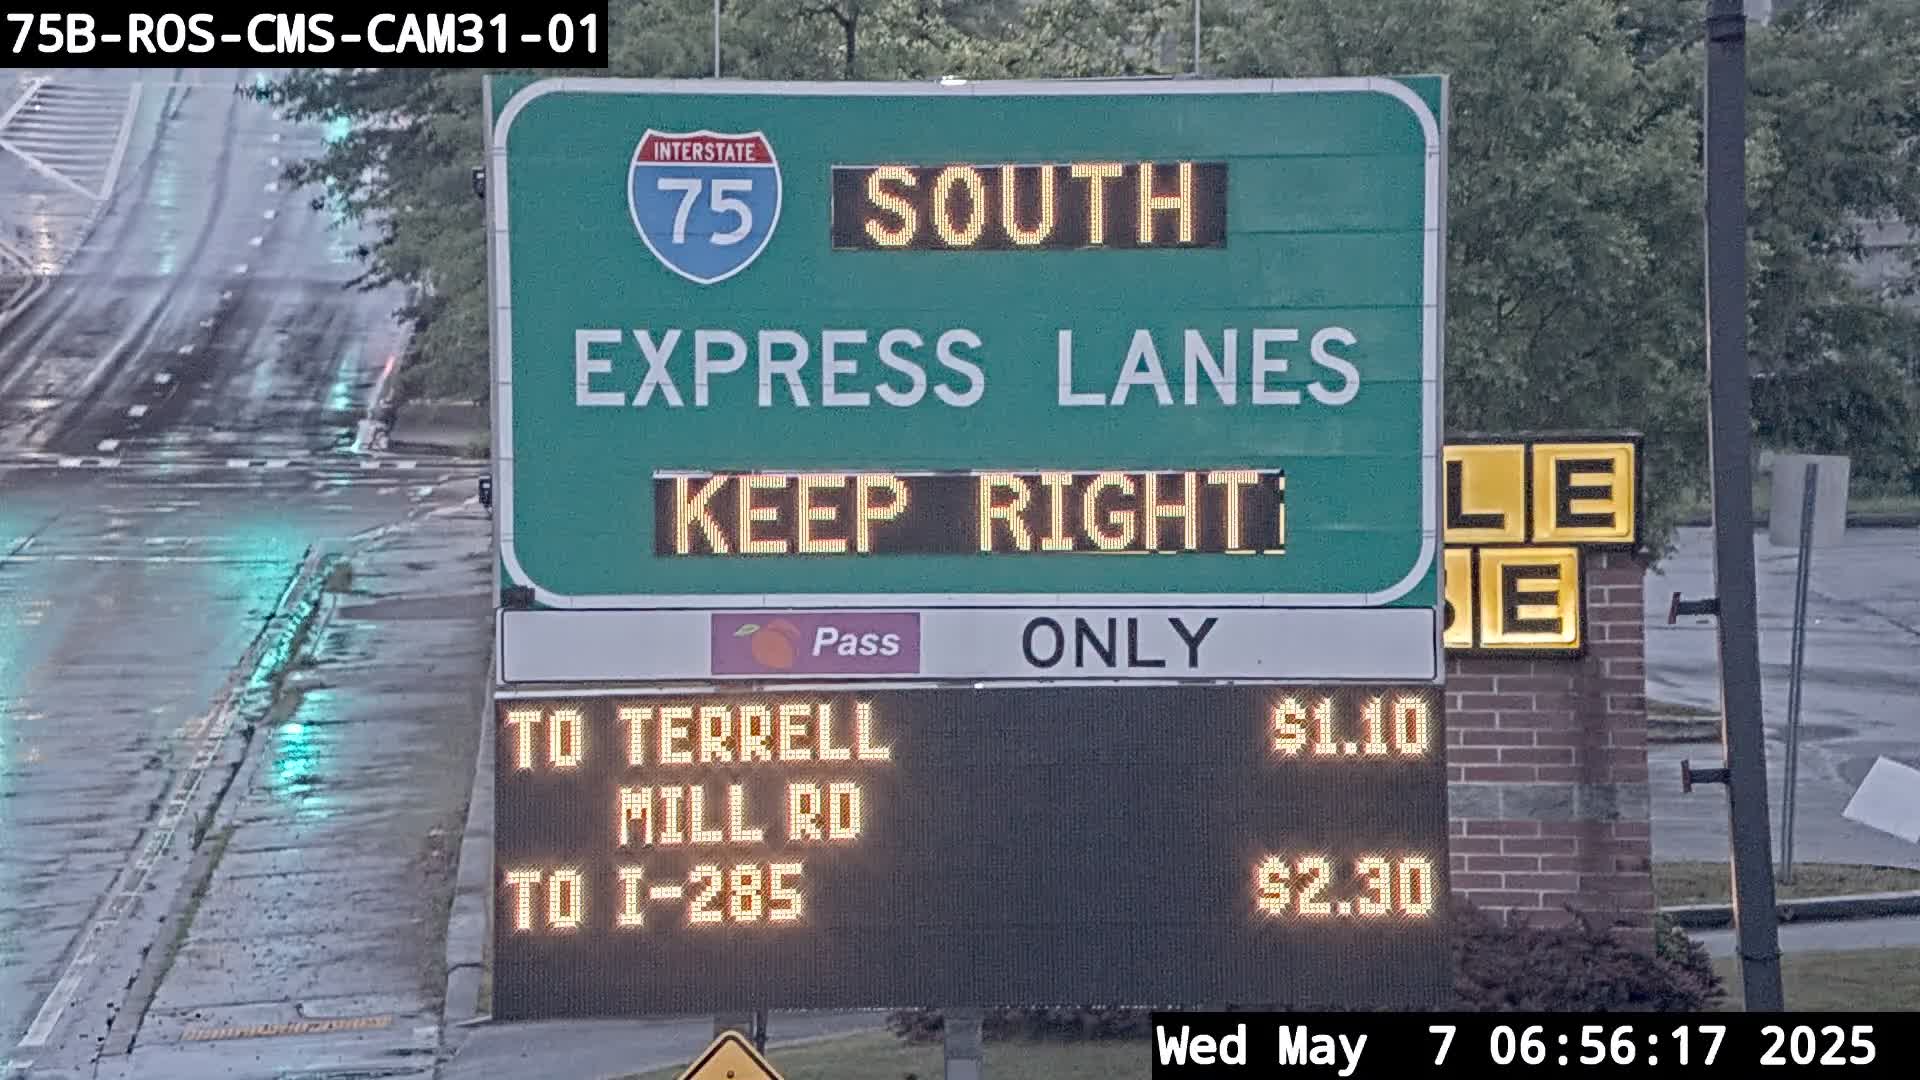 75B-ROS-CMS-CAM31-01
INTERSTATE
75
SOUTH
EXPRESS LANES
KEEP RIGHT
Pass ONLY
LE
E
TO TERRELL $1.10
MILL RD
TO I-285 $2.30
Wed May 7 06:56:17 2025